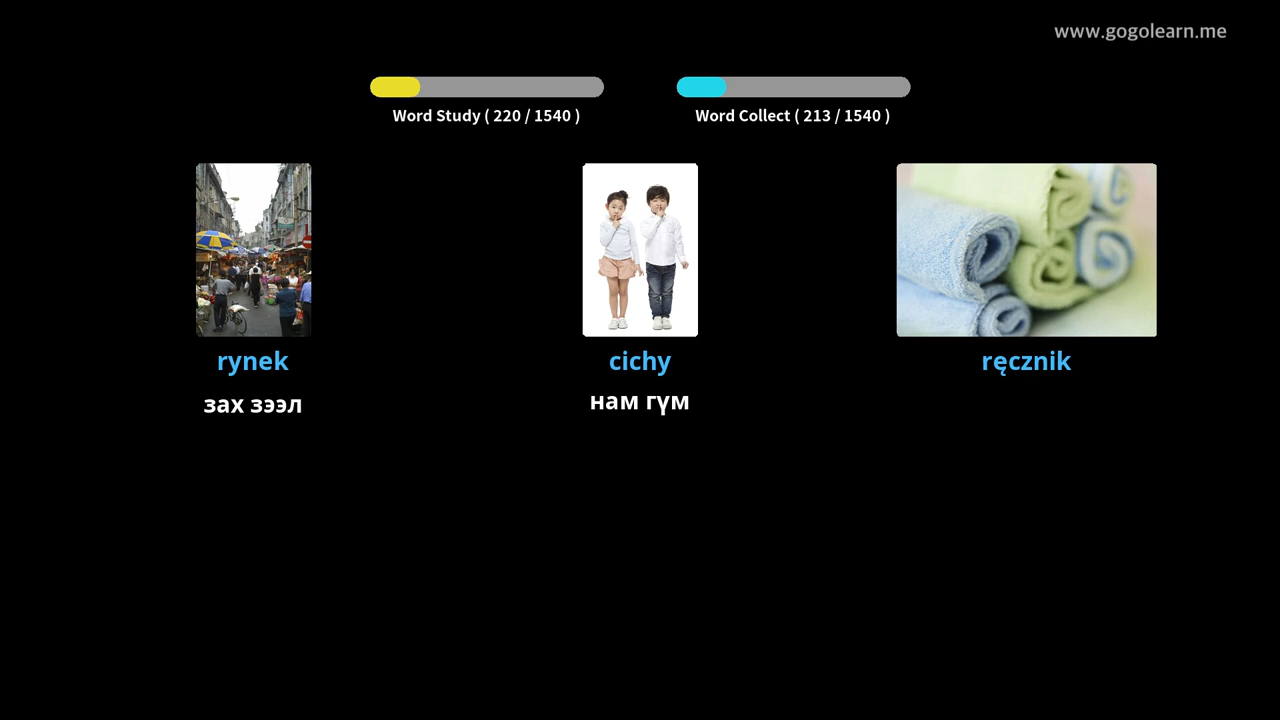 www.gogolearn.me
Word Study ( 220 / 1540 )
Word Collect ( 213 / 1540 )
rynek
зах зээл
cichy
нам гүм
ręcznik